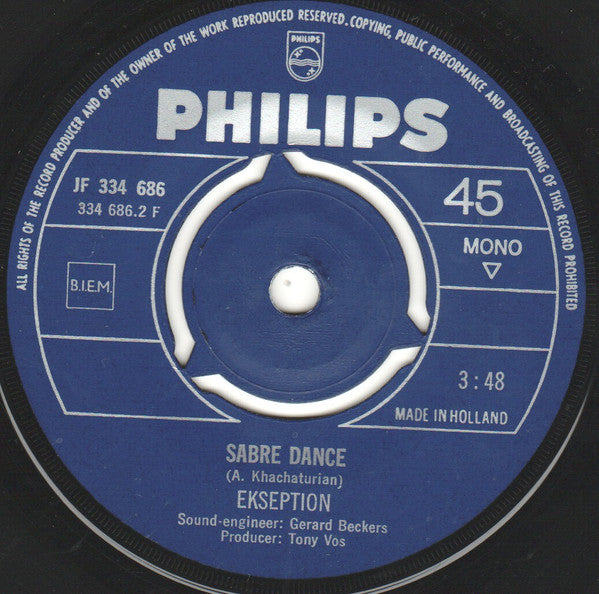 ALL RIGHTS OF THE RECORD PRODUCER AND OF THE OWNER OF THE WORK REPRODUCED RESERVED. COPYING, PUBLIC PERFORMANCE AND BROADCASTING OF THIS RECORD PROHIBITED
PHILIPS
PHILIPS
JF 334 686
334 686.2 F
45
MONO
B.I.E.M.
3:48
MADE IN HOLLAND
SABRE DANCE
(A. Khachaturian)
EKSEPTION
Sound-engineer: Gerard Beckers
Producer: Tony Vos